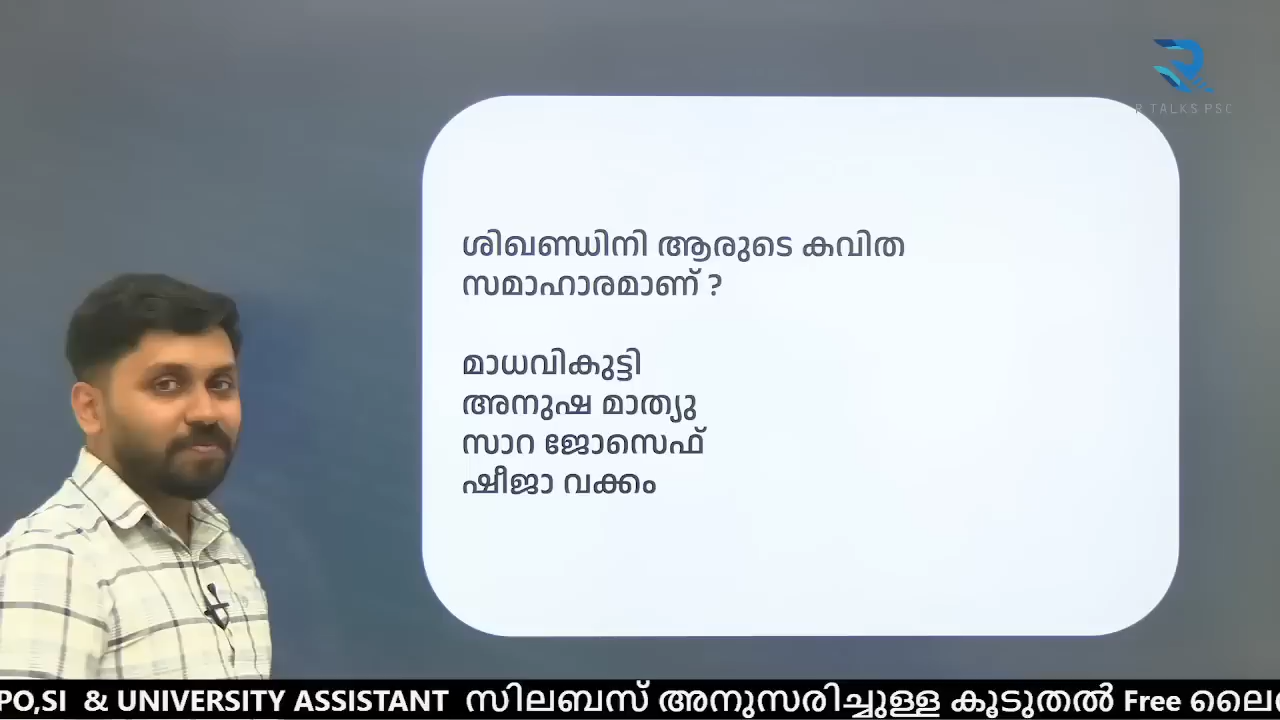 R TALKS PSC
ശിഖണ്ഡിനി ആരുടെ കവിത
സമാഹാരമാണ് ?
മാധവികുട്ടി
അനുഷ മാത്യു
സാറ ജോസെഫ്
ഷീജാ വക്കം
PO,SI & UNIVERSITY ASSISTANT സിലബസ് അനുസരിച്ചുള്ള കൂടുതൽ Free ലൈ